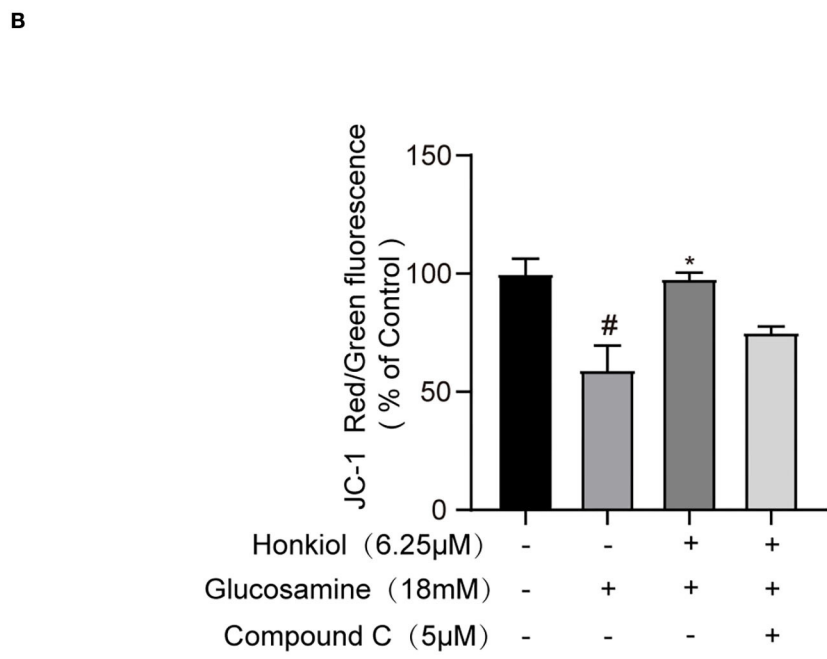 B
JC-1 Red/Green fluorescence
( % of Control )
150
100
50
0
#
*
Honkiol（6.25μM） - - + +
Glucosamine（18mM） - + + +
Compound C（5μM） - - - +